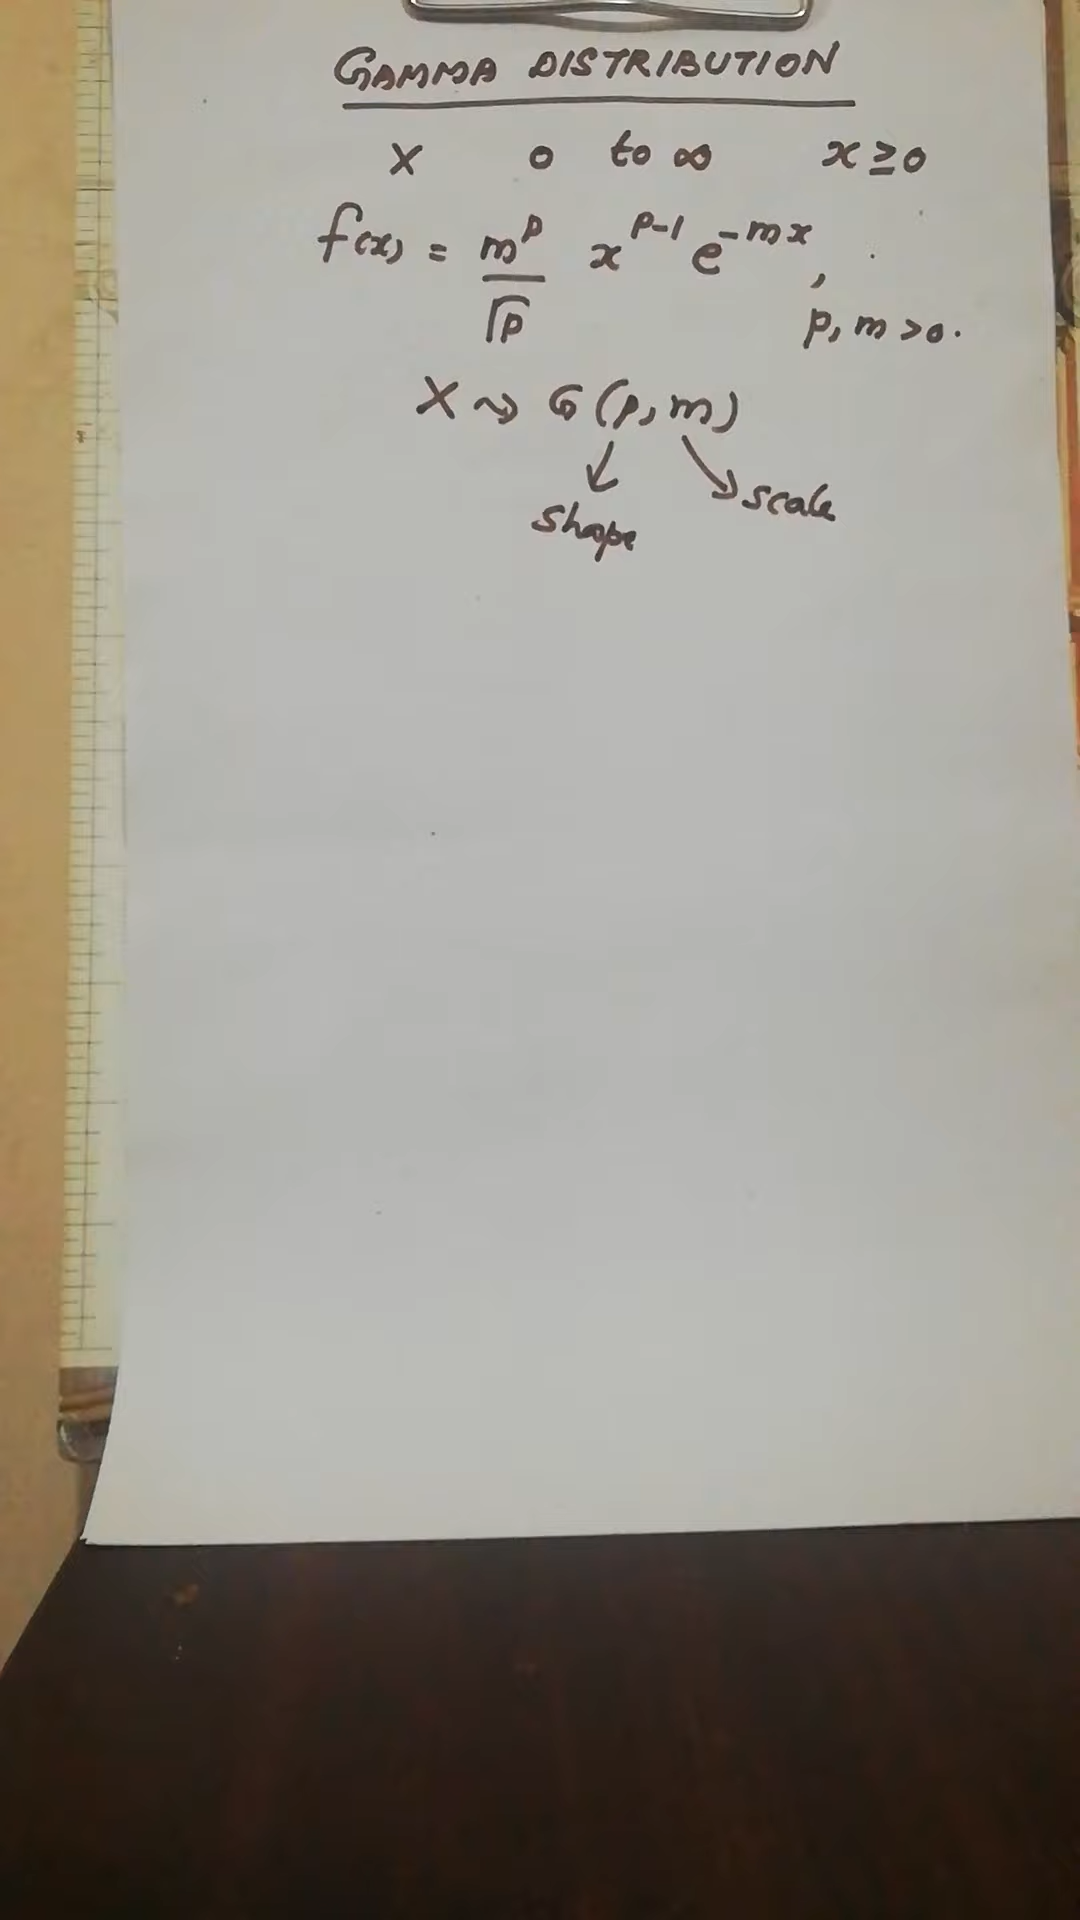 GAMMA DISTRIBUTION
X 0 to ∞ x ≥ 0
f(x) = m^p / Γp x^(p-1) e^(-mx), p, m > 0.
X ~> G (p, m)
shape scale